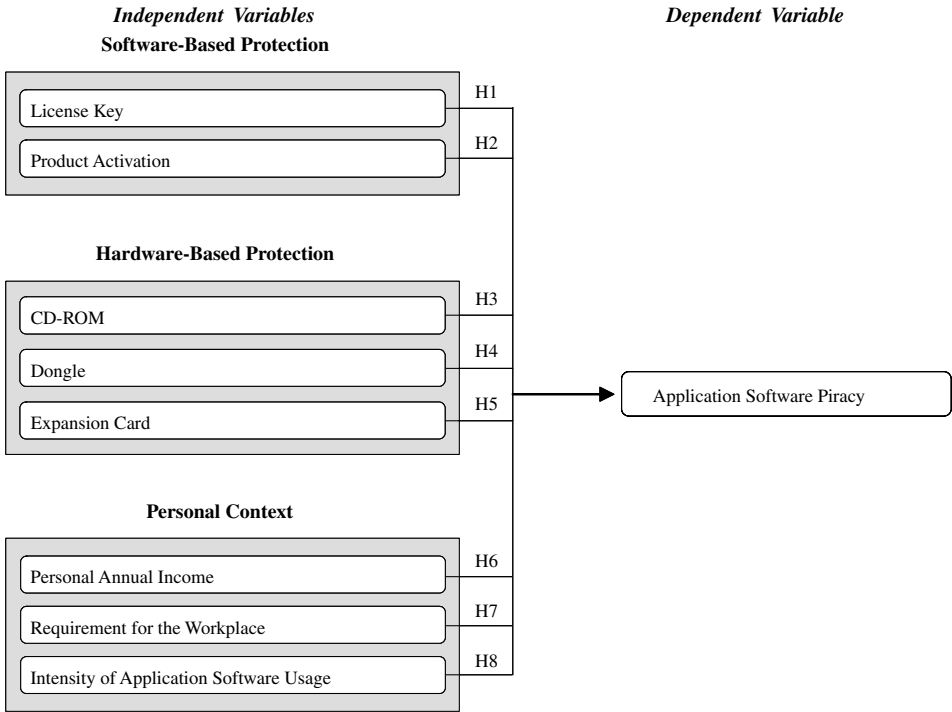 Independent Variables
Dependent Variable
Software-Based Protection
License Key
H1
Product Activation
H2
Hardware-Based Protection
CD-ROM
H3
Dongle
H4
Expansion Card
H5
Application Software Piracy
Personal Context
Personal Annual Income
H6
Requirement for the Workplace
H7
Intensity of Application Software Usage
H8